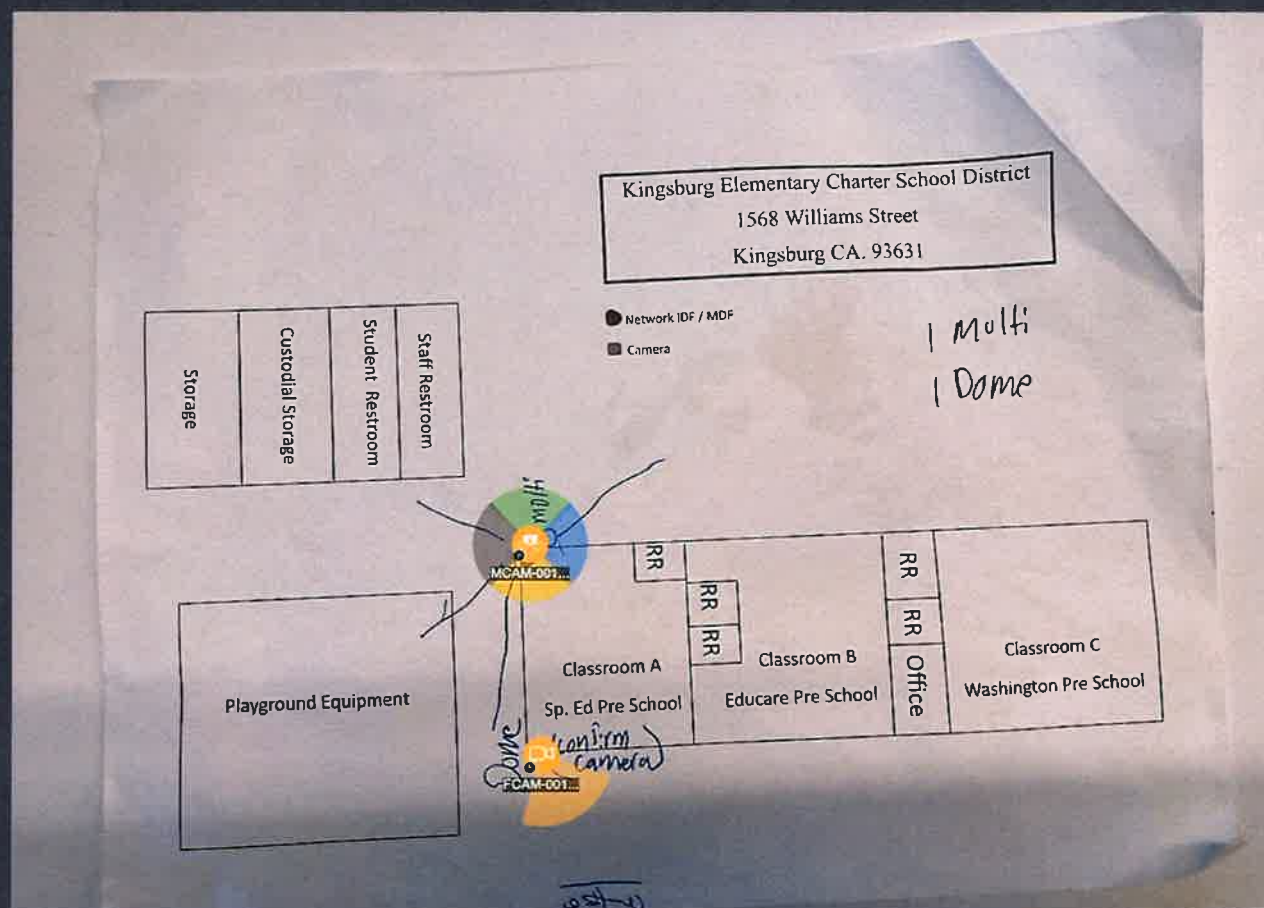 Kingsburg Elementary Charter School District
1568 Williams Street
Kingsburg CA. 93631
Network IDF / MDF
Camera
1 Multi
1 Dome
Storage
Custodial Storage
Student Restroom
Staff Restroom
Multi
MCAM-001...
RR
RR
RR
RR
RR
Office
Classroom A
Sp. Ed Pre School
Classroom B
Educare Pre School
Classroom C
Washington Pre School
Playground Equipment
Dome
(confirm
camera)
FCAM-001...